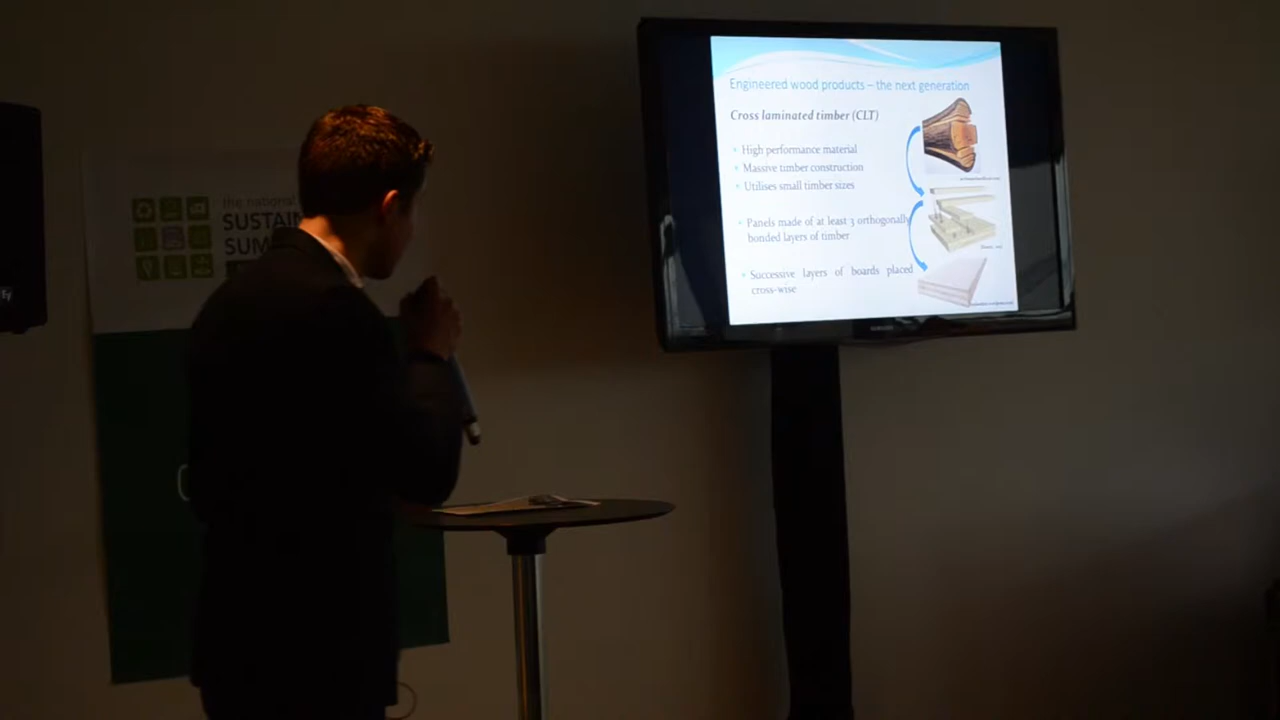 the national
SUSTAIN
SUM
Engineered wood products – the next generation
Cross laminated timber (CLT)
High performance material
Massive timber construction
Utilises small timber sizes
Panels made of at least 3 orthogonally
bonded layers of timber
Successive layers of boards placed
cross-wise
SAMSUNG